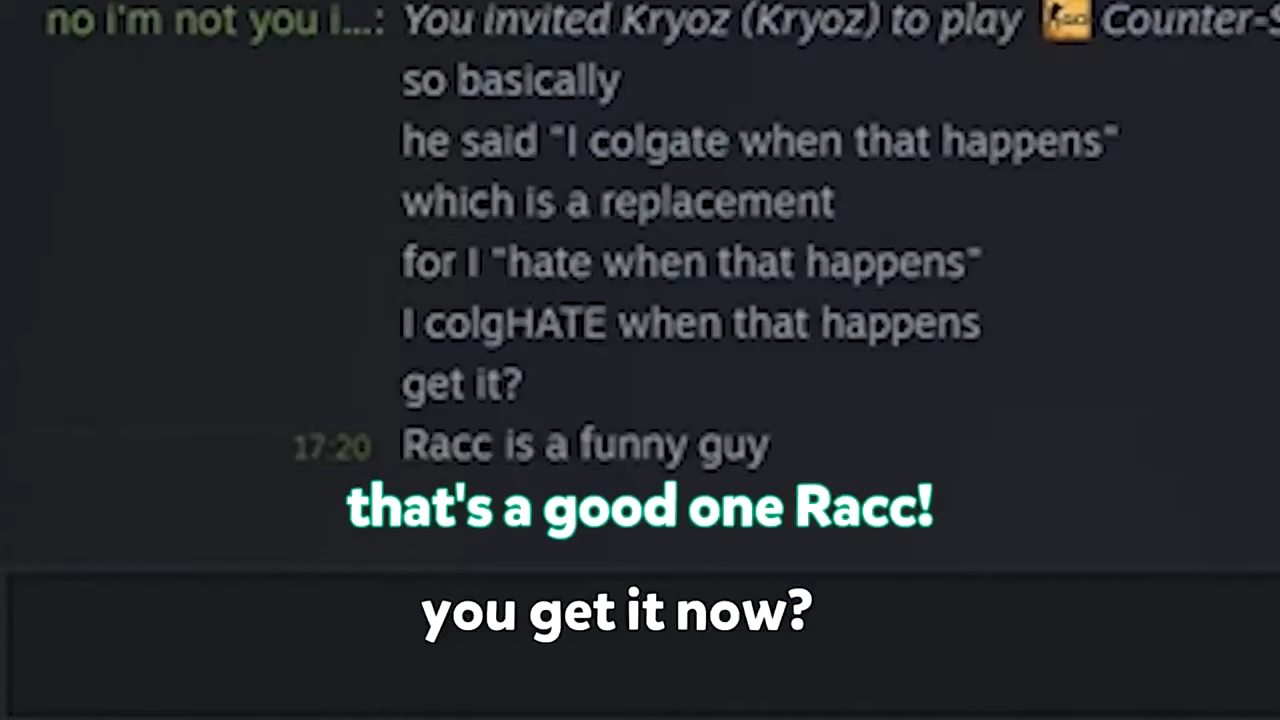 no i'm not you i...: You invited Kryoz (Kryoz) to play Counter-S
so basically
he said "I colgate when that happens"
which is a replacement
for I "hate when that happens"
I colgHATE when that happens
get it?
17:20 Racc is a funny guy
that's a good one Racc!
you get it now?